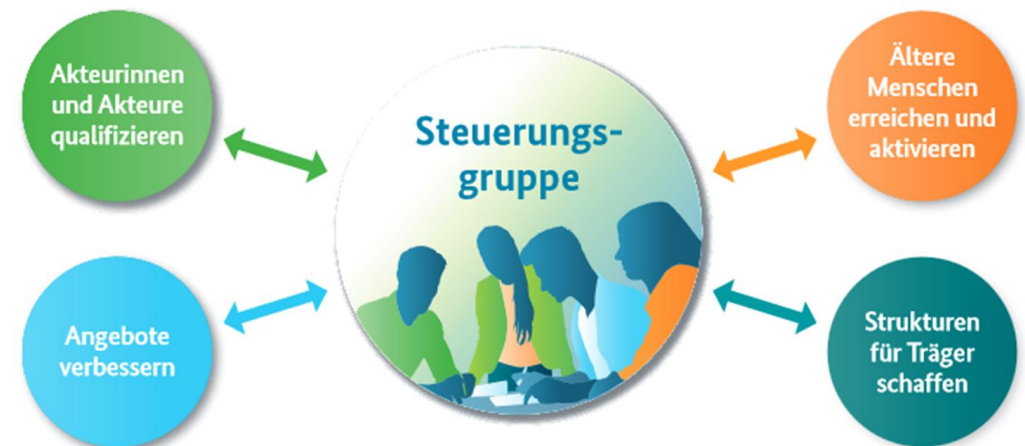 Akteurinnen
und Akteure
qualifizieren
Steuerungs-
gruppe
Ältere
Menschen
erreichen und
aktivieren
Angebote
verbessern
Strukturen
für Träger
schaffen